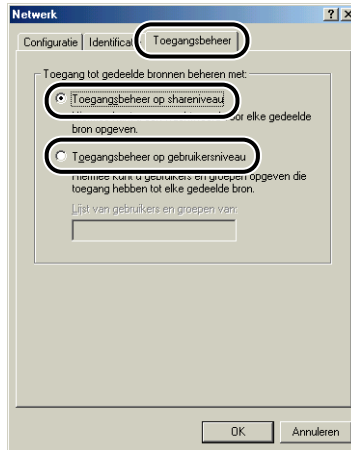 Netwerk
Configuratie Identificat Toegangsbeheer
Toegang tot gedeelde bronnen beheren met:
Toegangsbeheer op shareniveau
oor elke gedeelde
bron opgeven.
Toegangsbeheer op gebruikersniveau
Hiermee kunt u gebruikers en groepen opgeven die
toegang hebben tot elke gedeelde bron.
Lijst van gebruikers en groepen van:
OK Annuleren